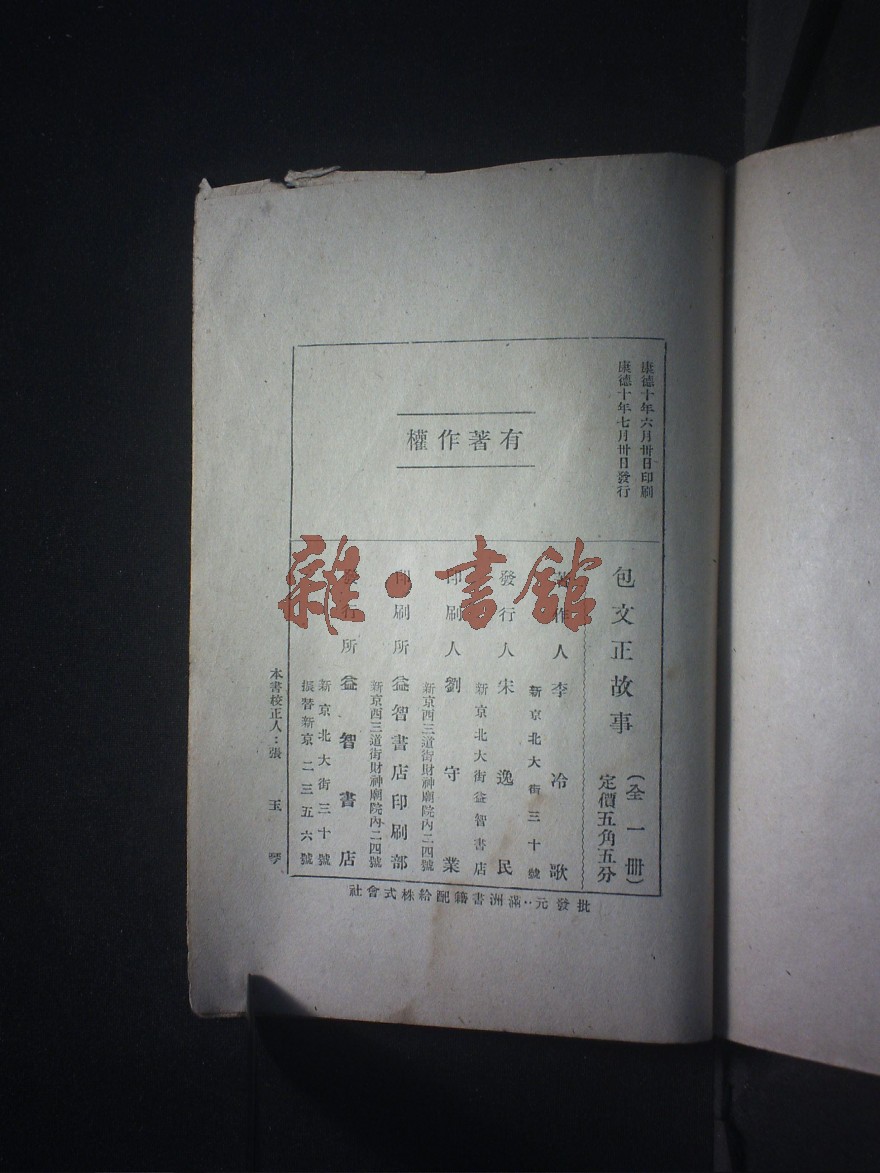 康德十年六月卅日印刷
康德十年七月卅日發行
有著作權
包文正故事
(全一册)
定價五角五分
著作人 李冷歌
新京北大街三十號
發行人 宋逸民
新京北大街益智書店
印刷人 劉守業
新京西三道街財神廟院內二四號
印刷所 益智書店印刷部
新京西三道街財神廟院內二四號
發行所 益智書店
新京北大街三十號
振替新京二三五六號
本書校正人:張玉琴
批發元:滿洲書籍配給株式會社
雜·書館